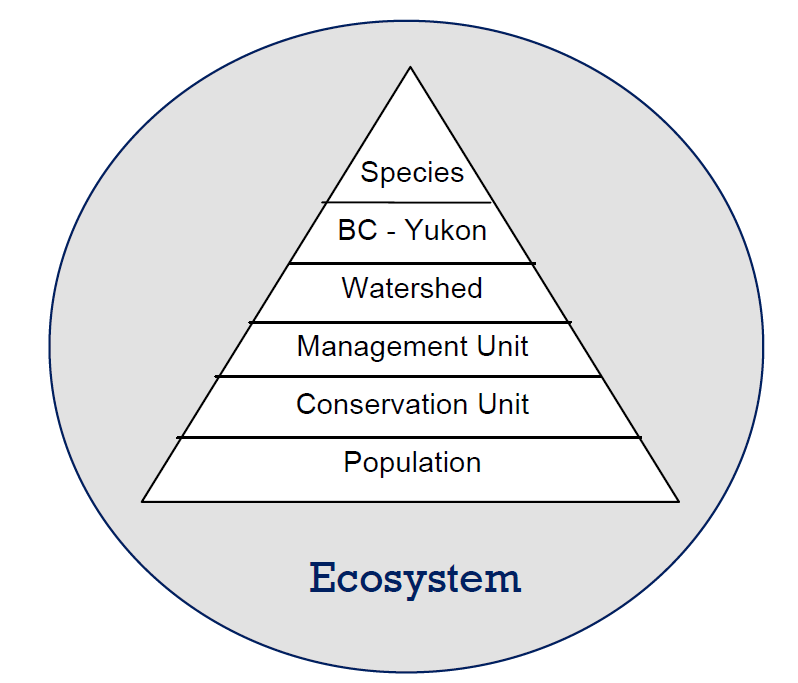 Species
BC - Yukon
Watershed
Management Unit
Conservation Unit
Population
Ecosystem